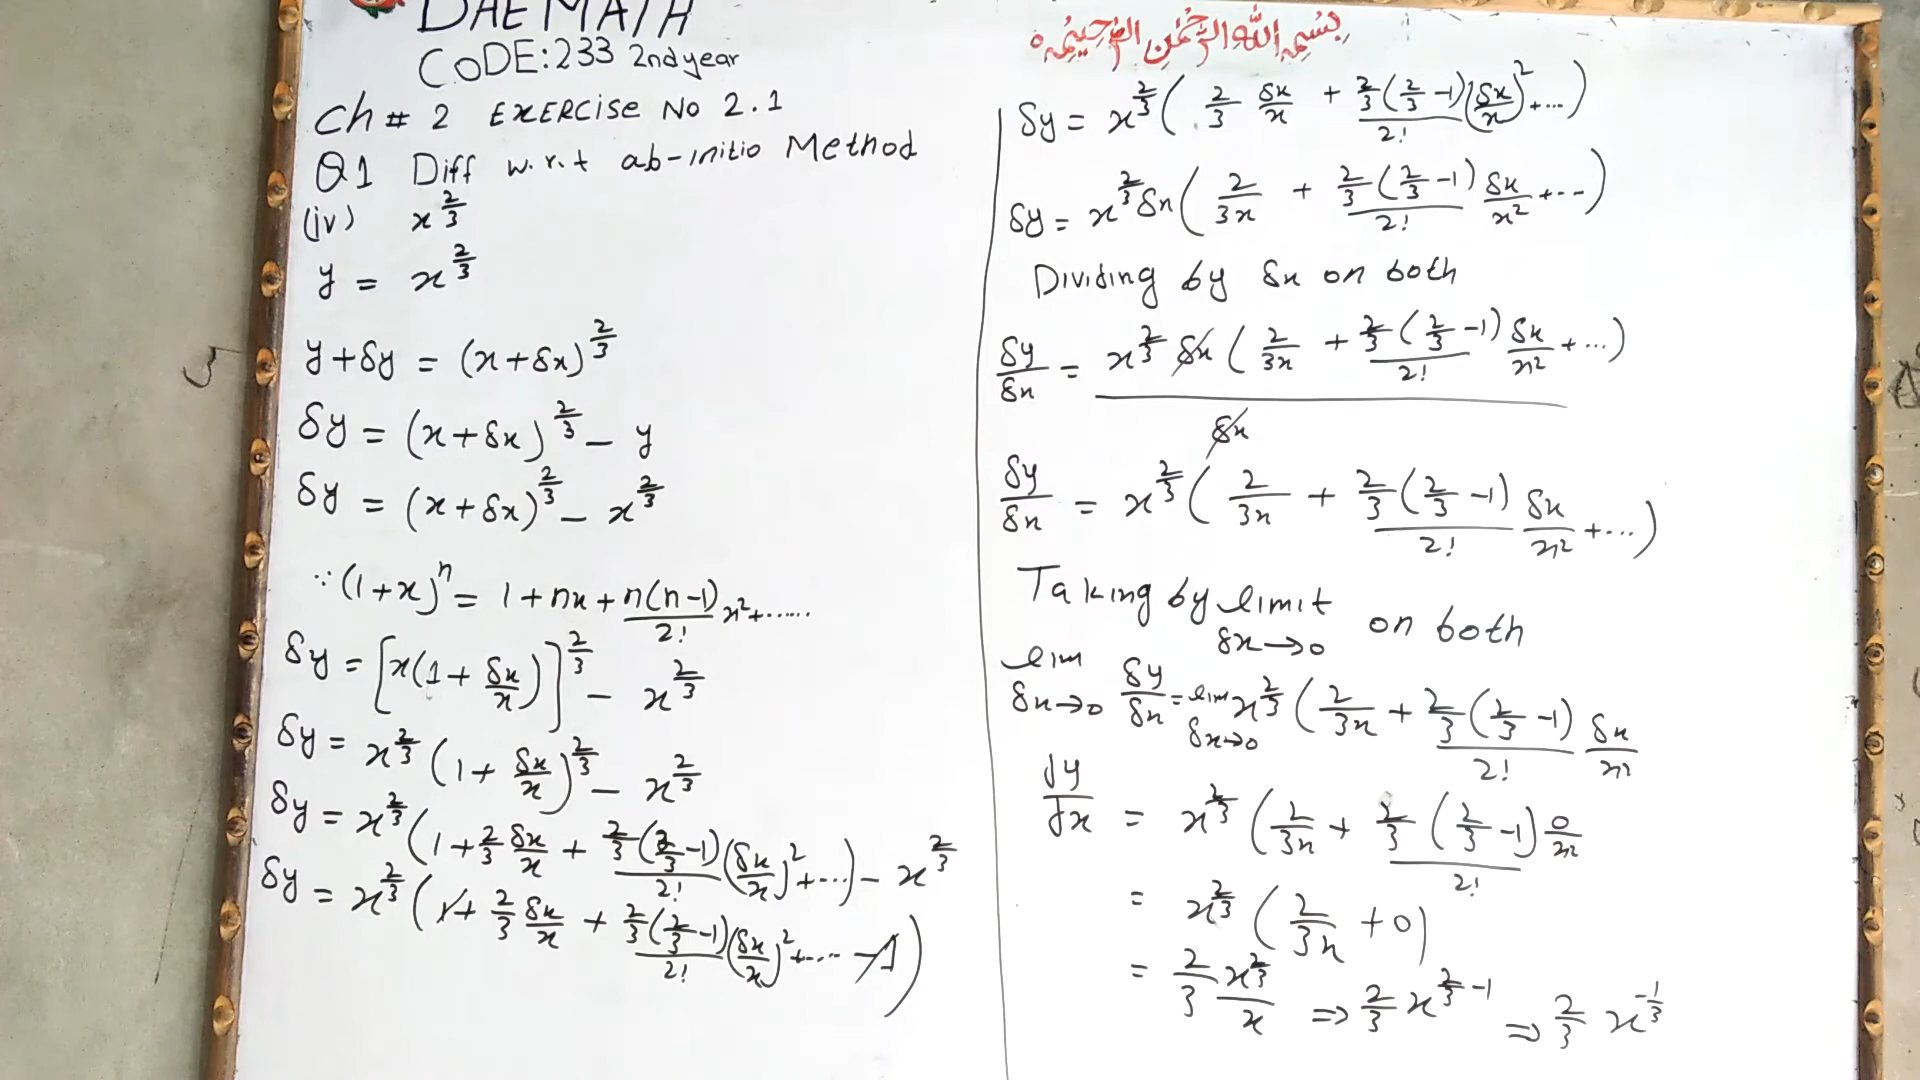 DAE MATH
CODE:233 2nd year
Ch # 2 EXERCISE No 2.1
Q1 Diff w.r.t ab-initio Method
(iv) x^(2/3)
y = x^(2/3)
y+δy = (x+δx)^(2/3)
δy = (x+δx)^(2/3) - y
δy = (x+δx)^(2/3) - x^(2/3)
∵ (1+x)^n = 1+nx+n(n-1)/2! x^2+......
δy = [x(1+δx/x)]^(2/3) - x^(2/3)
δy = x^(2/3) (1+δx/x)^(2/3) - x^(2/3)
δy = x^(2/3) (1+2/3 δx/x + 2/3(2/3-1)/2! (δx/x)^2+...) - x^(2/3)
δy = x^(2/3) (1+2/3 δx/x + 2/3(2/3-1)/2! (δx/x)^2+... -1)
بِسْمِ اللهِ الرَّحْمٰنِ الرَّحِيْمِ ه
δy = x^(2/3) (2/3 δx/x + 2/3(2/3-1)/2! (δx/x)^2+...)
δy = x^(2/3) δx (2/3x + 2/3(2/3-1)/2! δx/x^2+...)
Dividing by δx on both
δy/δx = x^(2/3) δx (2/3x + 2/3(2/3-1)/2! δx/x^2+...) / δx
δy/δx = x^(2/3) (2/3x + 2/3(2/3-1)/2! δx/x^2+...)
Taking by limit δx→0 on both
lim δx→0 δy/δx = lim δx→0 x^(2/3) (2/3x + 2/3(2/3-1)/2! δx/x^2
dy/dx = x^(2/3) (2/3x + 2/3(2/3-1)/2! 0/x^2
= x^(2/3) (2/3x +0)
= 2/3 x^(2/3)/x ⇒ 2/3 x^(2/3-1) ⇒ 2/3 x^(-1/3)